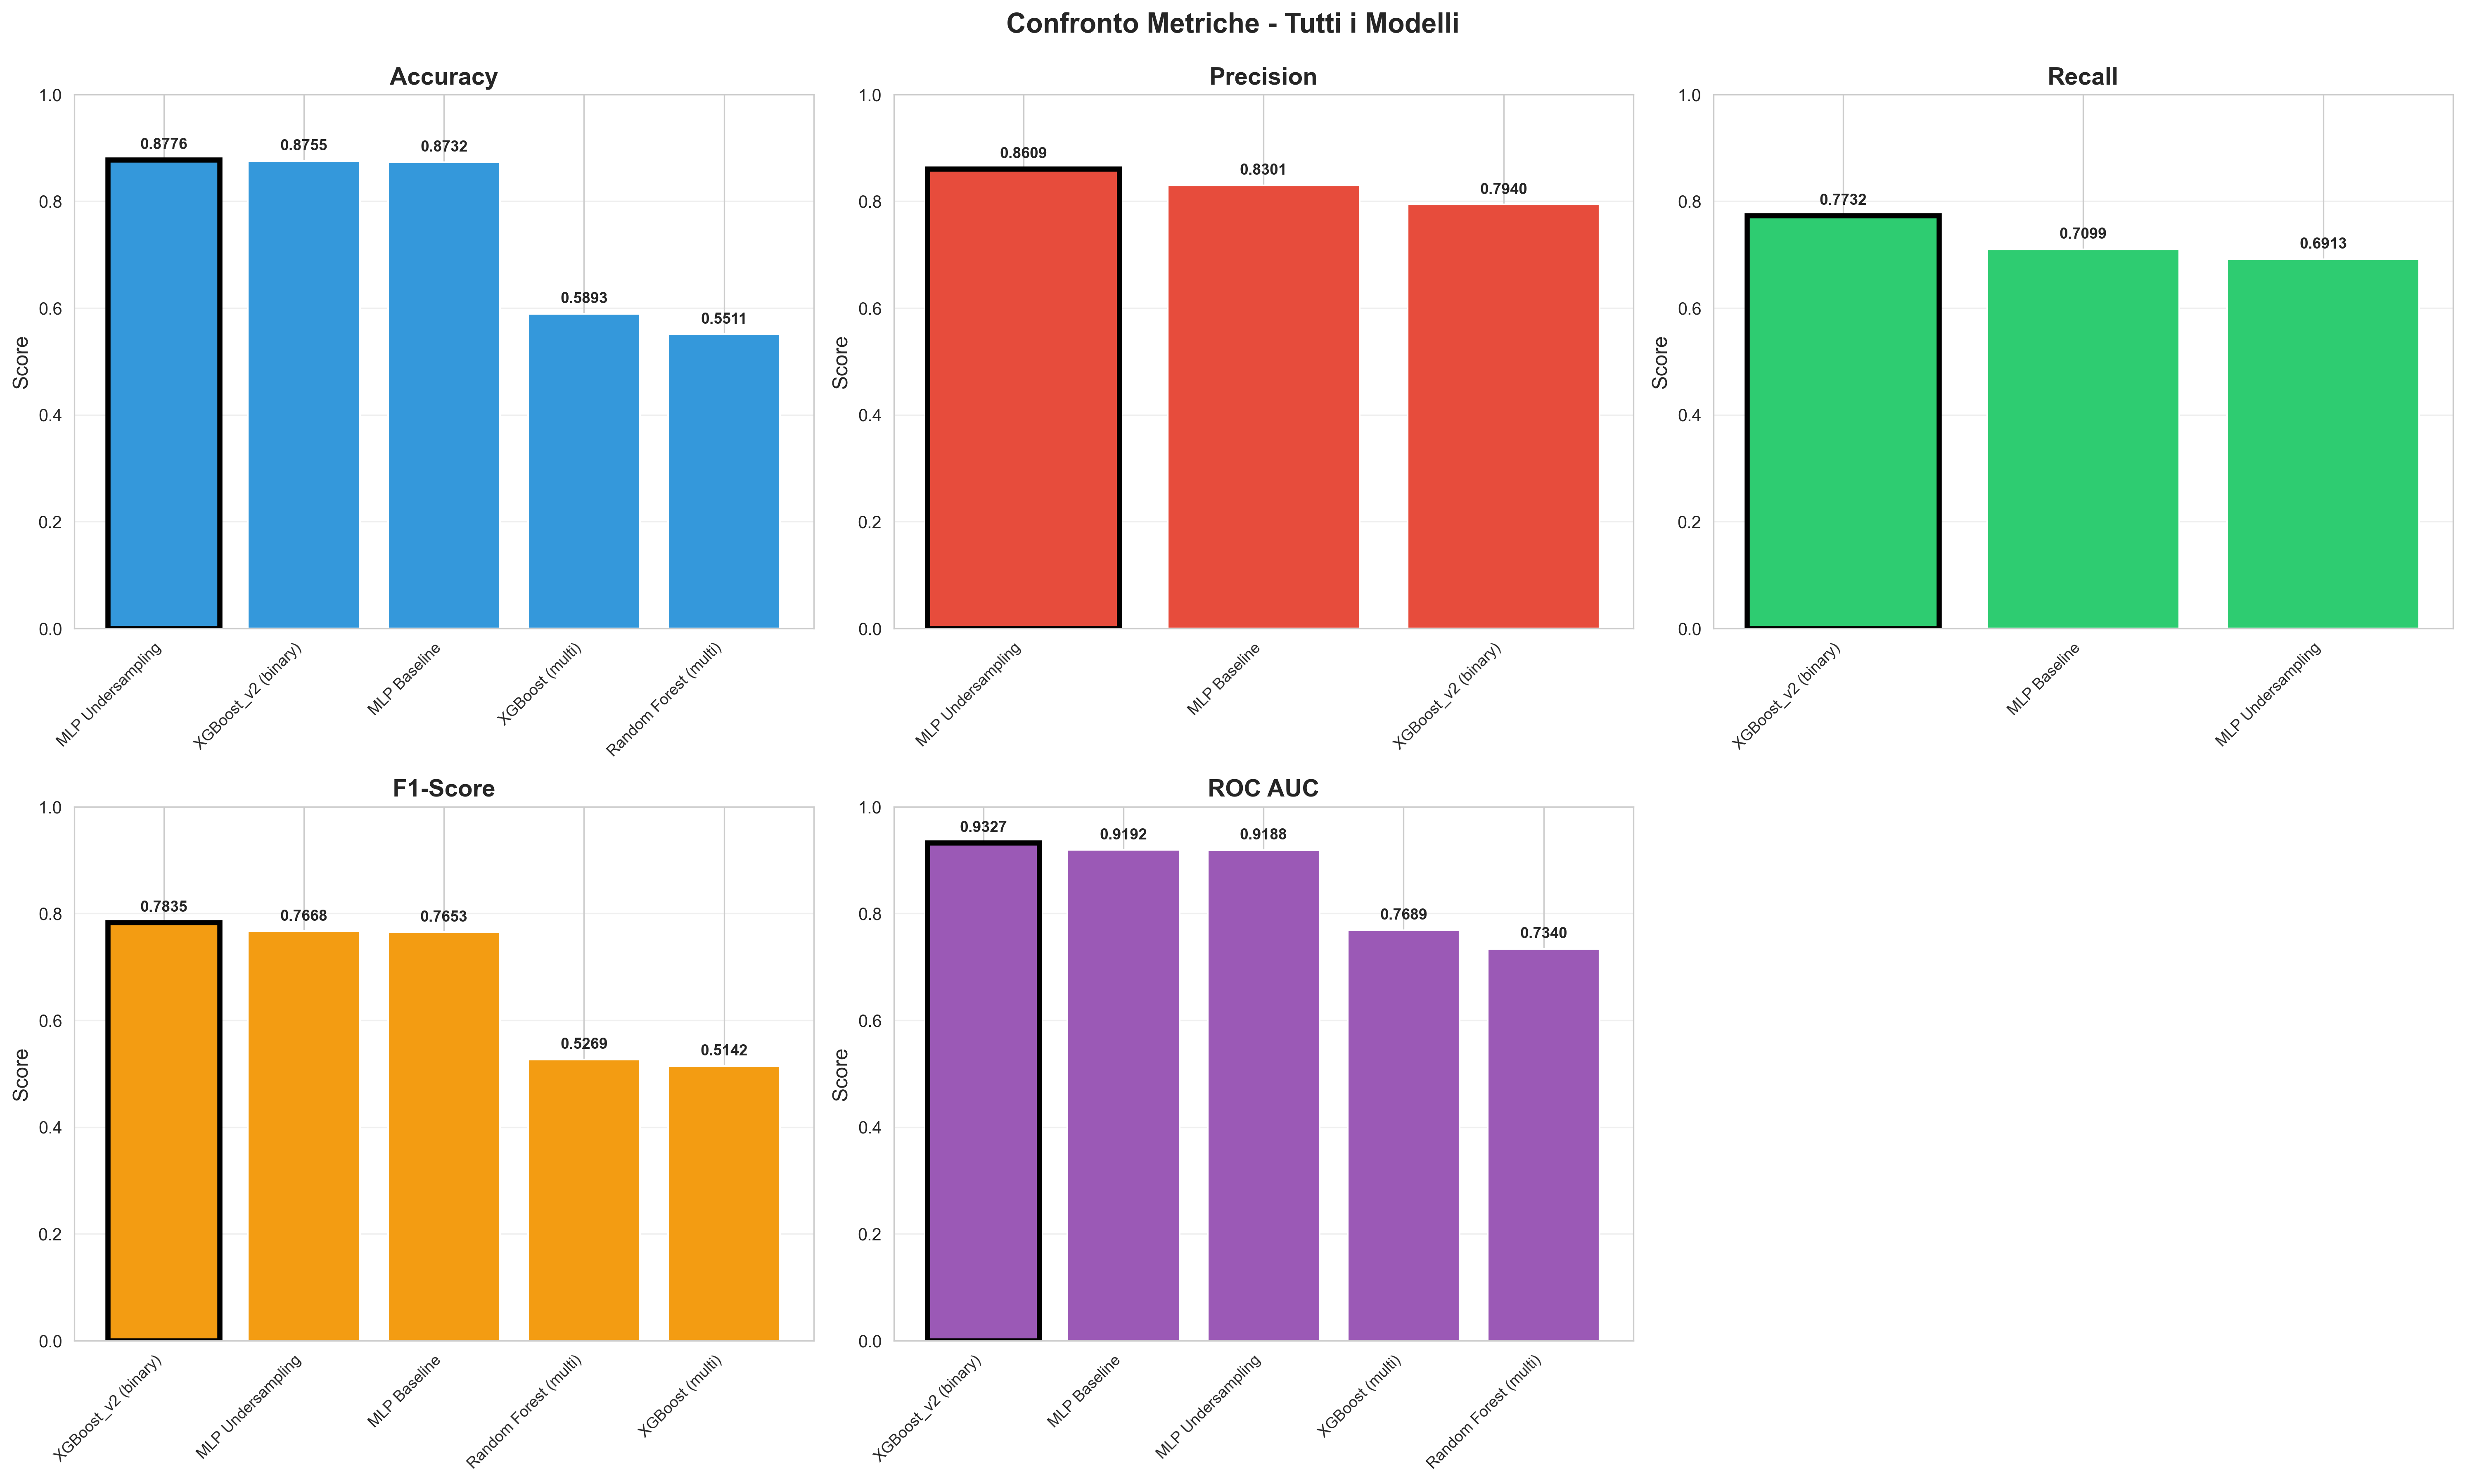 Confronto Metriche - Tutti i Modelli
Accuracy
Score
1.0
0.8
0.6
0.4
0.2
0.0
0.8776
0.8755
0.8732
0.5893
0.5511
MLP Undersampling
XGBoost_v2 (binary)
MLP Baseline
XGBoost (multi)
Random Forest (multi)
Precision
Score
1.0
0.8
0.6
0.4
0.2
0.0
0.8609
0.8301
0.7940
MLP Undersampling
MLP Baseline
XGBoost_v2 (binary)
Recall
Score
1.0
0.8
0.6
0.4
0.2
0.0
0.7732
0.7099
0.6913
XGBoost_v2 (binary)
MLP Baseline
MLP Undersampling
F1-Score
Score
1.0
0.8
0.6
0.4
0.2
0.0
0.7835
0.7668
0.7653
0.5269
0.5142
XGBoost_v2 (binary)
MLP Undersampling
MLP Baseline
Random Forest (multi)
XGBoost (multi)
ROC AUC
Score
1.0
0.8
0.6
0.4
0.2
0.0
0.9327
0.9192
0.9188
0.7689
0.7340
XGBoost_v2 (binary)
MLP Baseline
MLP Undersampling
XGBoost (multi)
Random Forest (multi)